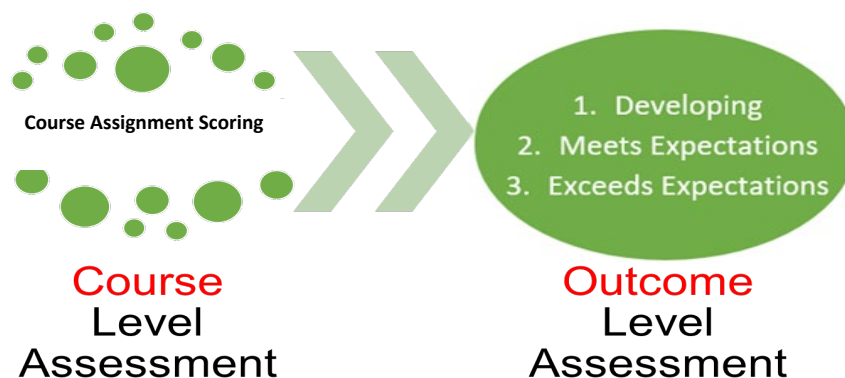 Course Assignment Scoring
1. Developing
2. Meets Expectations
3. Exceeds Expectations
Course
Level
Assessment
Outcome
Level
Assessment